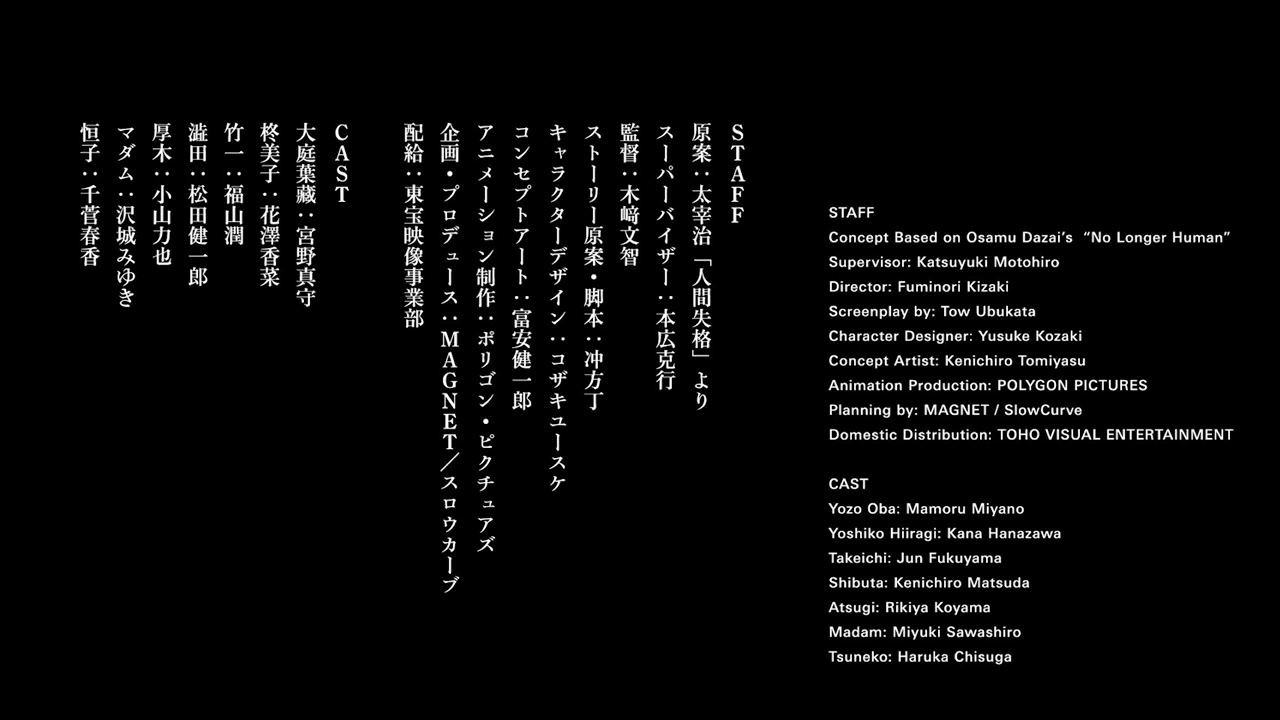 STAFF
原案：太宰治「人間失格」より
スーパーバイザー：本広克行
監督：木﨑文智
ストーリー原案・脚本：冲方丁
キャラクターデザイン：コザキユースケ
コンセプトアート：富安健一郎
アニメーション制作：ポリゴン・ピクチュアズ
企画・プロデュース：MAGNET／スロウカーブ
配給：東宝映像事業部
CAST
大庭葉藏：宮野真守
柊美子：花澤香菜
竹一：福山潤
澁田：松田健一郎
厚木：小山力也
マダム：沢城みゆき
恒子：千菅春香
STAFF
Concept Based on Osamu Dazai's “No Longer Human”
Supervisor: Katsuyuki Motohiro
Director: Fuminori Kizaki
Screenplay by: Tow Ubukata
Character Designer: Yusuke Kozaki
Concept Artist: Kenichiro Tomiyasu
Animation Production: POLYGON PICTURES
Planning by: MAGNET / SlowCurve
Domestic Distribution: TOHO VISUAL ENTERTAINMENT
CAST
Yozo Oba: Mamoru Miyano
Yoshiko Hiiragi: Kana Hanazawa
Takeichi: Jun Fukuyama
Shibuta: Kenichiro Matsuda
Atsugi: Rikiya Koyama
Madam: Miyuki Sawashiro
Tsuneko: Haruka Chisuga